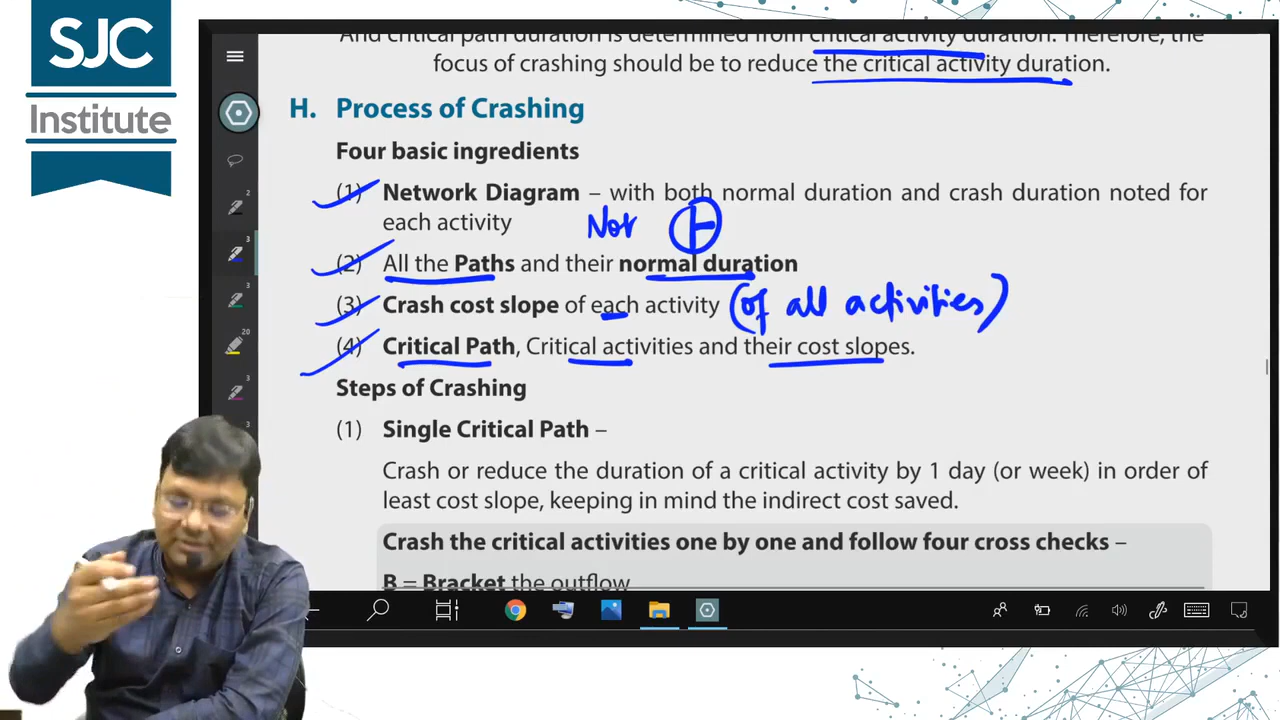 SJC
Institute
And critical path duration is determined from critical activity duration. Therefore, the
focus of crashing should be to reduce the critical activity duration.
H. Process of Crashing
Four basic ingredients
(1) Network Diagram – with both normal duration and crash duration noted for
each activity
Not
(2) All the Paths and their normal duration
(3) Crash cost slope of each activity (of all activities)
(4) Critical Path, Critical activities and their cost slopes.
Steps of Crashing
(1) Single Critical Path –
Crash or reduce the duration of a critical activity by 1 day (or week) in order of
least cost slope, keeping in mind the indirect cost saved.
Crash the critical activities one by one and follow four cross checks –
B = Bracket the outflow
2
3
3
20
3
3